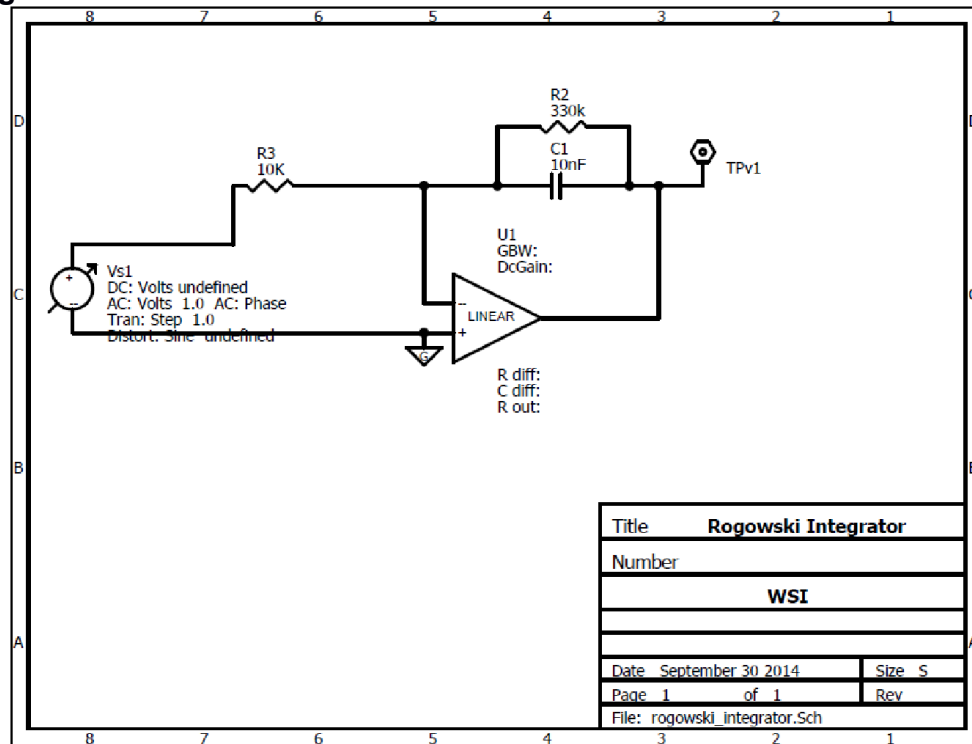 8 7 6 5 4 3 2 1
D
R2
330k
R3
10K
C1
10nF
TPv1
U1
GBW:
DcGain:
Vs1
DC: Volts undefined
AC: Volts 1.0 AC: Phase
Tran: Step 1.0
Distort: Sine undefined
+
--
C
LINEAR
--
+
G
R diff:
C diff:
R out:
B
Title Rogowski Integrator
Number
WSI
A
Date September 30 2014 Size S
Page 1 of 1 Rev
File: rogowski_integrator.Sch
8 7 6 5 4 3 2 1